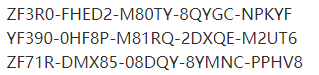 ZF3R0-FHED2-M80TY-8QYGC-NPKYF
YF390-0HF8P-M81RQ-2DXQE-M2UT6
ZF71R-DMX85-08DQY-8YMNC-PPHV8